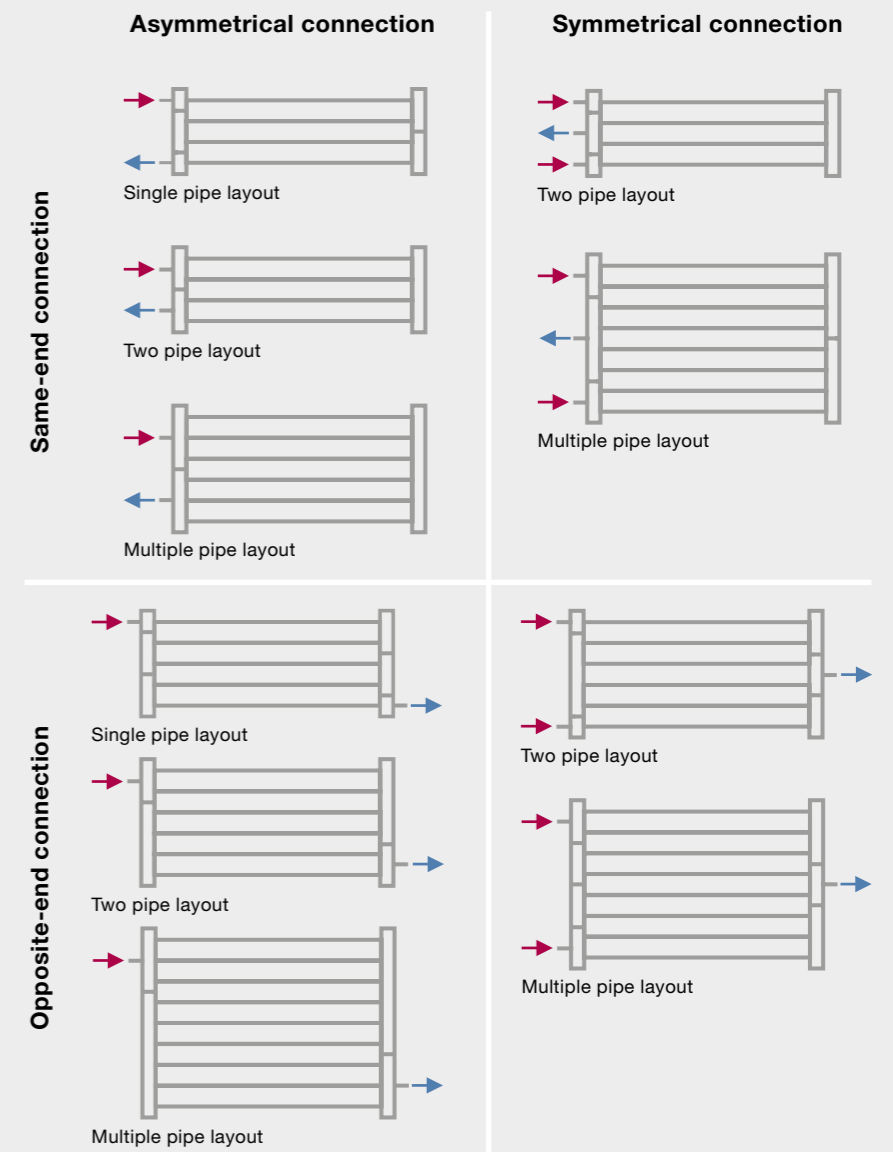 Asymmetrical connection
Symmetrical connection
Same-end connection
Single pipe layout
Two pipe layout
Multiple pipe layout
Two pipe layout
Multiple pipe layout
Opposite-end connection
Single pipe layout
Two pipe layout
Multiple pipe layout
Two pipe layout
Multiple pipe layout